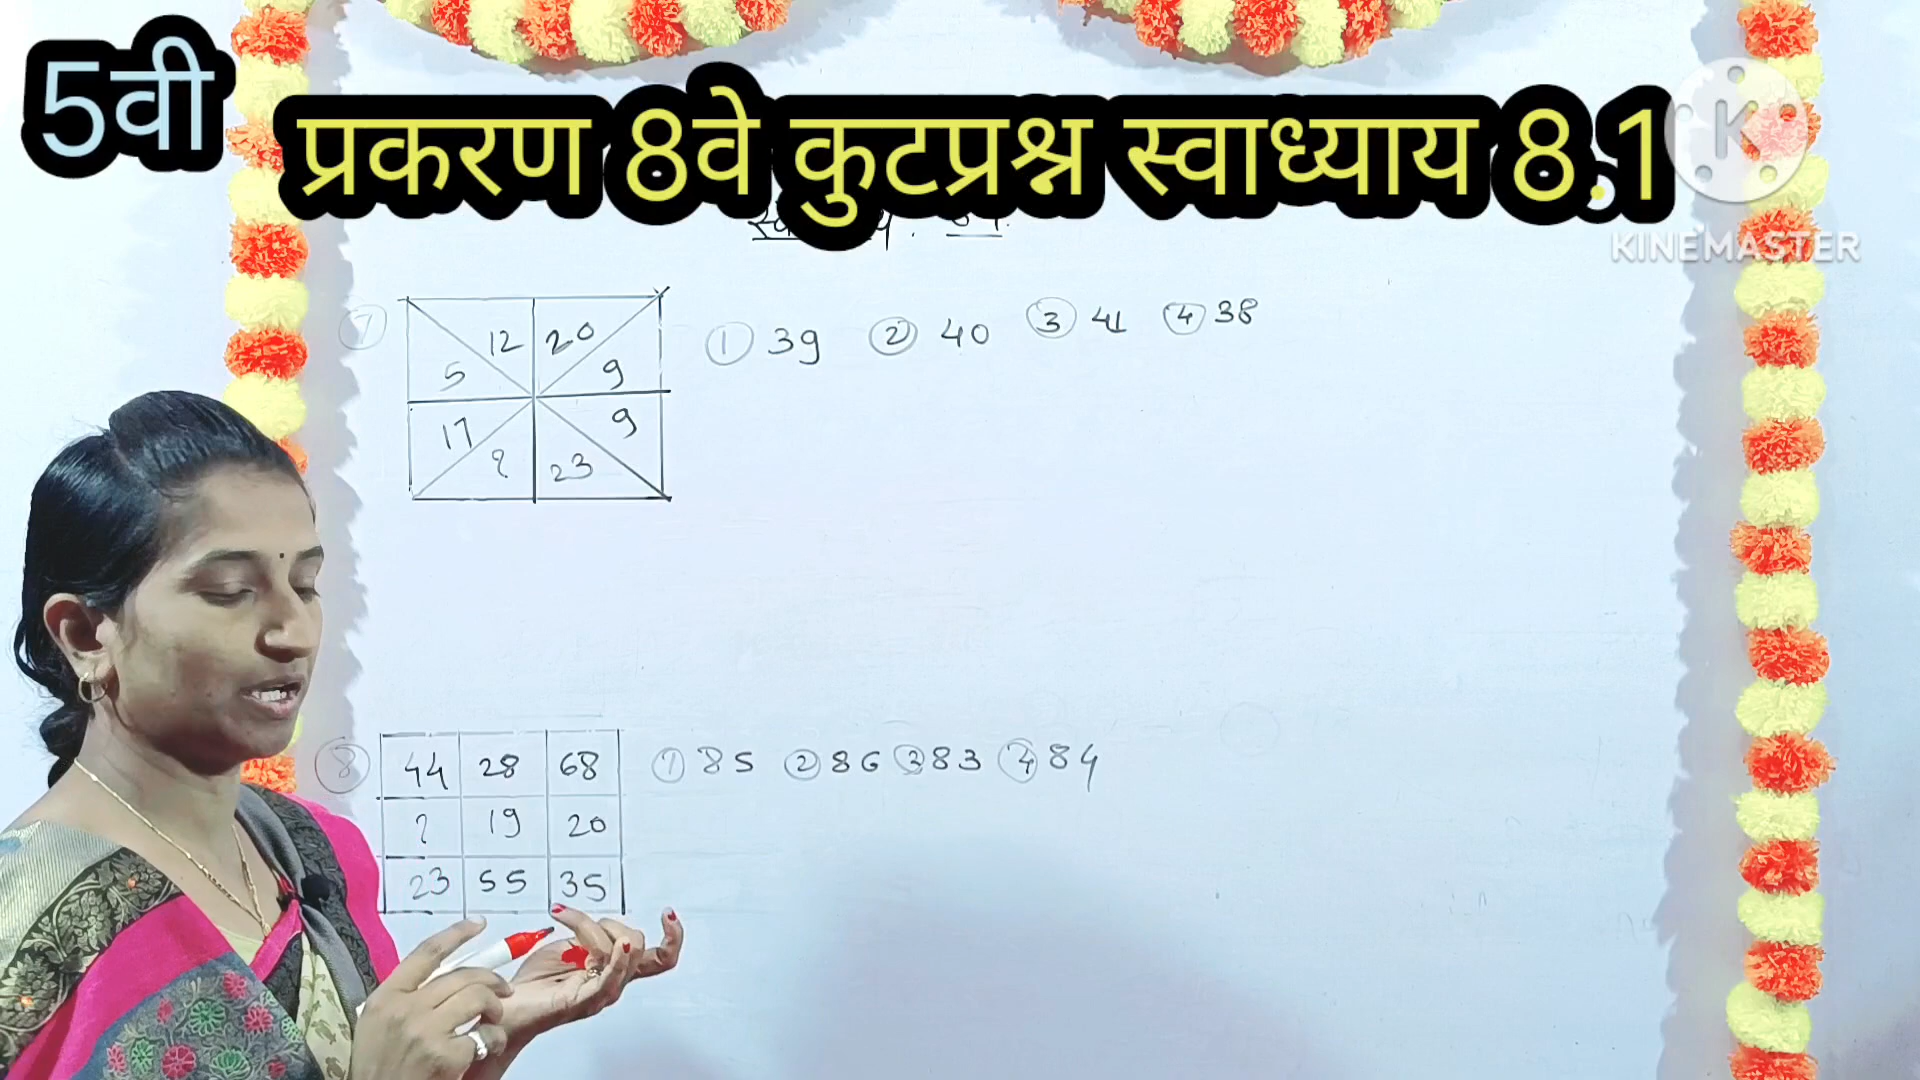 5वी
प्रकरण 8वे कुटप्रश्न स्वाध्याय 8.1
KINEMASTER
7 12 20 ① 39 ② 40 ③ 41 ④ 38
5 9
17 9
? 23
8 44 28 68 ① 85 ② 86 ③ 83 ④ 84
? 19 20
23 55 35